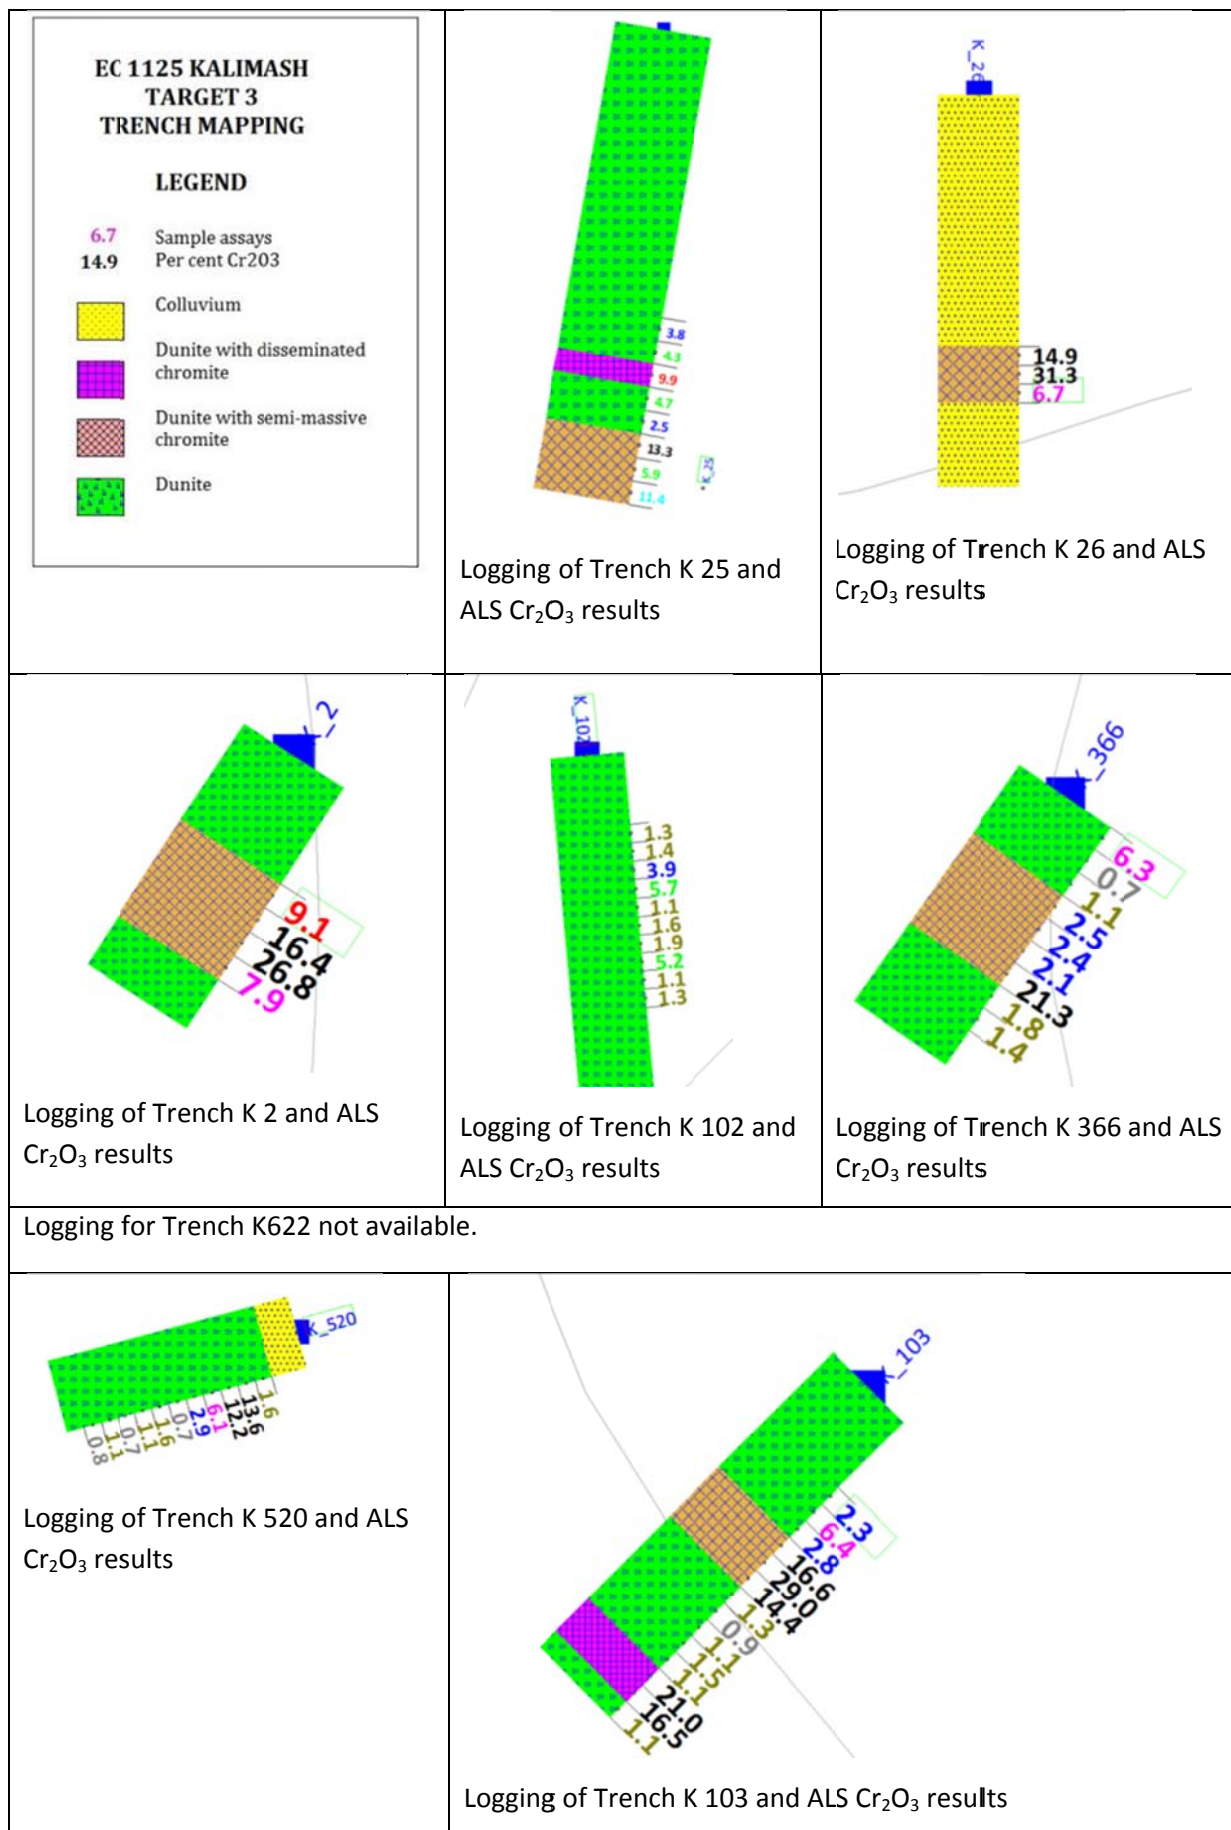 EC 1125 KALIMASH
TARGET 3
TRENCH MAPPING
LEGEND
6.7 Sample assays
14.9 Per cent Cr203
Colluvium
Dunite with disseminated
chromite
Dunite with semi-massive
chromite
Dunite
3.8
4.3
9.9
4.7
2.5
13.3
5.9
11.4
K_25
Logging of Trench K 25 and
ALS Cr₂O₃ results
K_26
14.9
31.3
6.7
Logging of Trench K 26 and ALS
Cr₂O₃ results
K_2
9.1
16.4
26.8
7.9
Logging of Trench K 2 and ALS
Cr₂O₃ results
K_102
1.3
1.4
3.9
5.7
1.1
1.6
1.9
5.2
1.1
1.3
Logging of Trench K 102 and
ALS Cr₂O₃ results
K_366
6.3
0.7
1.1
2.5
2.4
2.1
21.3
1.8
1.4
Logging of Trench K 366 and ALS
Cr₂O₃ results
Logging for Trench K622 not available.
K_520
0.8
1.1
0.7
1.1
1.6
0.7
2.9
6.1
12.2
13.6
1.6
Logging of Trench K 520 and ALS
Cr₂O₃ results
K_103
2.3
6.4
2.8
16.6
29.0
14.4
1.3
0.9
1.1
1.5
1.1
21.0
16.5
1.1
Logging of Trench K 103 and ALS Cr₂O₃ results